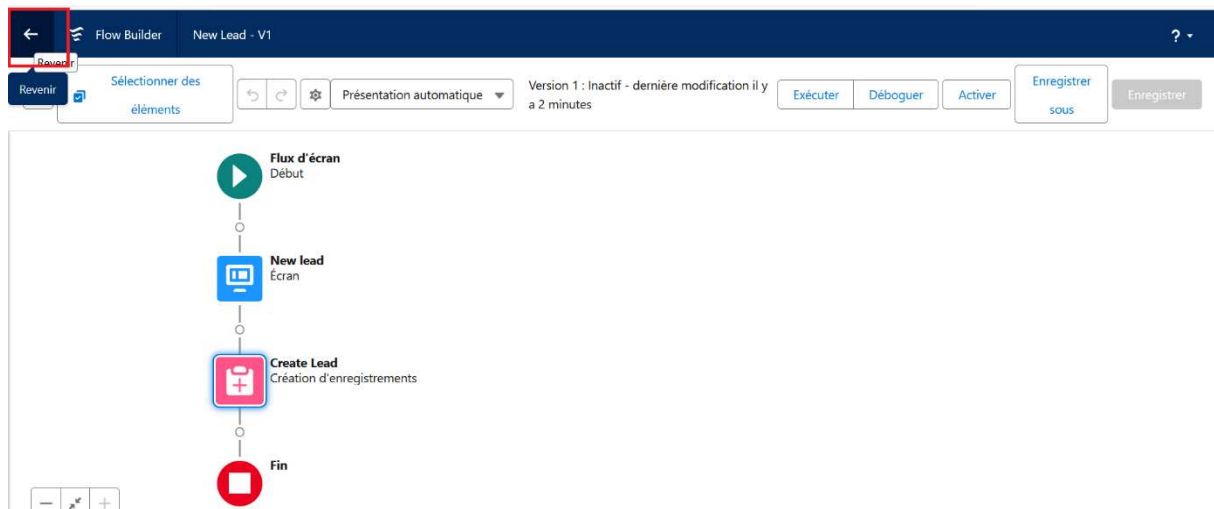 Flow Builder
New Lead - V1
? 
Revenir
Revenir
Sélectionner des
éléments
Présentation automatique
Version 1 : Inactif - dernière modification il y
a 2 minutes
Exécuter
Déboguer
Activer
Enregistrer
sous
Enregistrer
Flux d'écran
Début
New lead
Écran
Create Lead
Création d'enregistrements
Fin